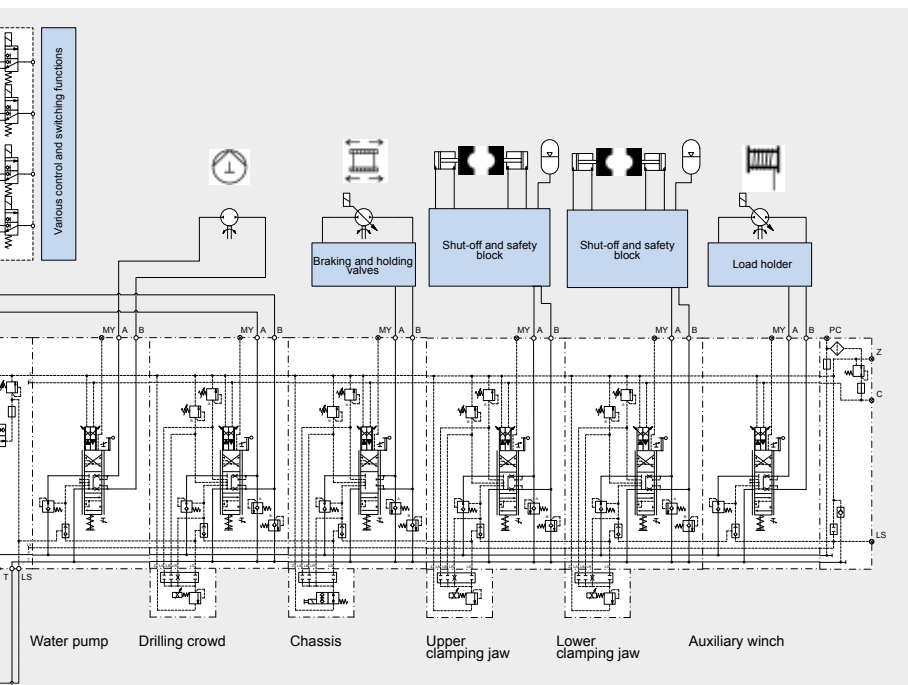 Various control and switching functions
Braking and holding
valves
Shut-off and safety
block
Shut-off and safety
block
Load holder
MY A B
MY A B
MY A B
MY A B
MY A B
MY A B
PC
Z
C
LS
T LS
Water pump
Drilling crowd
Chassis
Upper
clamping jaw
Lower
clamping jaw
Auxiliary winch